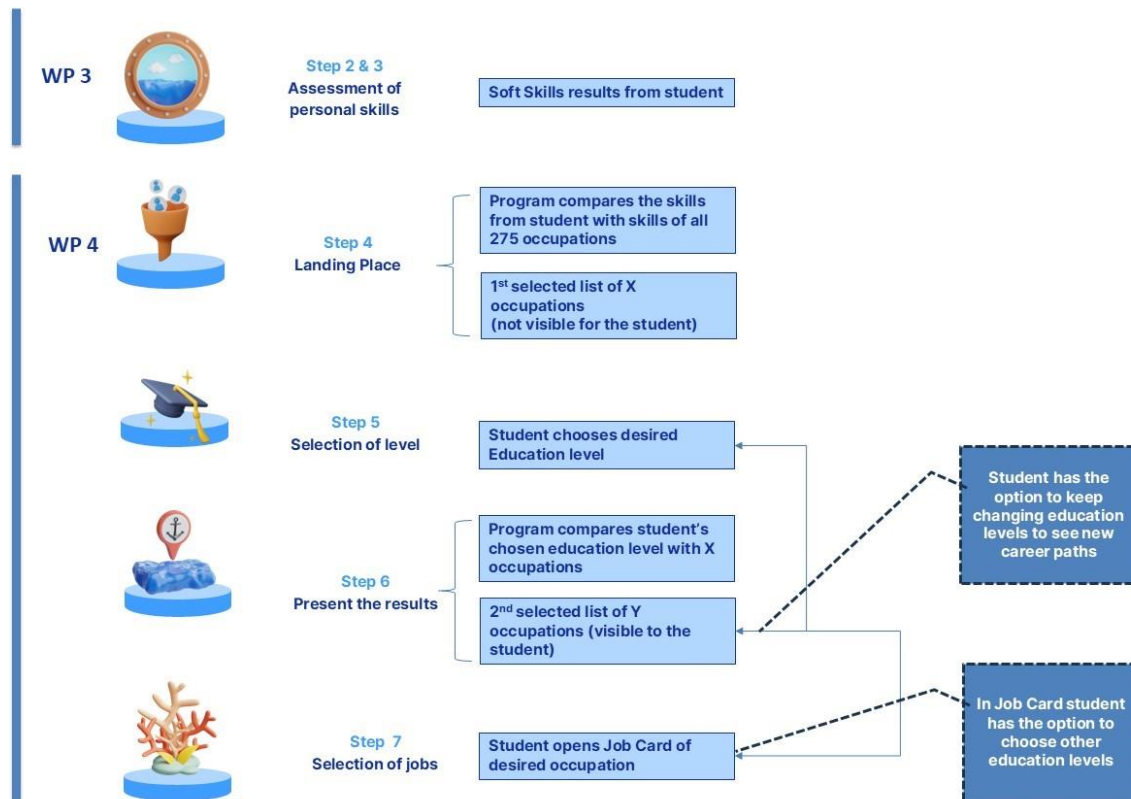 WP 3
Step 2 & 3
Assessment of
personal skills
Soft Skills results from student
WP 4
Step 4
Landing Place
Program compares the skills
from student with skills of all
275 occupations
1st selected list of X
occupations
(not visible for the student)
Step 5
Selection of level
Student chooses desired
Education level
Student has the
option to keep
changing education
levels to see new
career paths
Step 6
Present the results
Program compares student's
chosen education level with X
occupations
2nd selected list of Y
occupations (visible to the
student)
Step 7
Selection of jobs
Student opens Job Card of
desired occupation
In Job Card student
has the option to
choose other
education levels